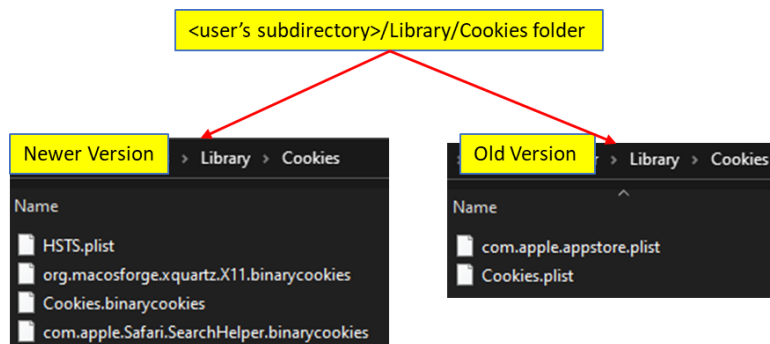 <user's subdirectory>/Library/Cookies folder
Newer Version > Library > Cookies
Name
HSTS.plist
org.macosforge.xquartz.X11.binarycookies
Cookies.binarycookies
com.apple.Safari.SearchHelper.binarycookies
Old Version r > Library > Cookies
Name
com.apple.appstore.plist
Cookies.plist